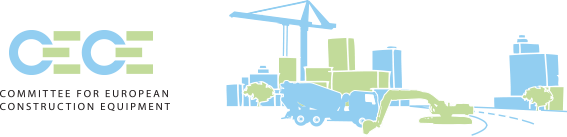 CECE
COMMITTEE FOR EUROPEAN
CONSTRUCTION EQUIPMENT